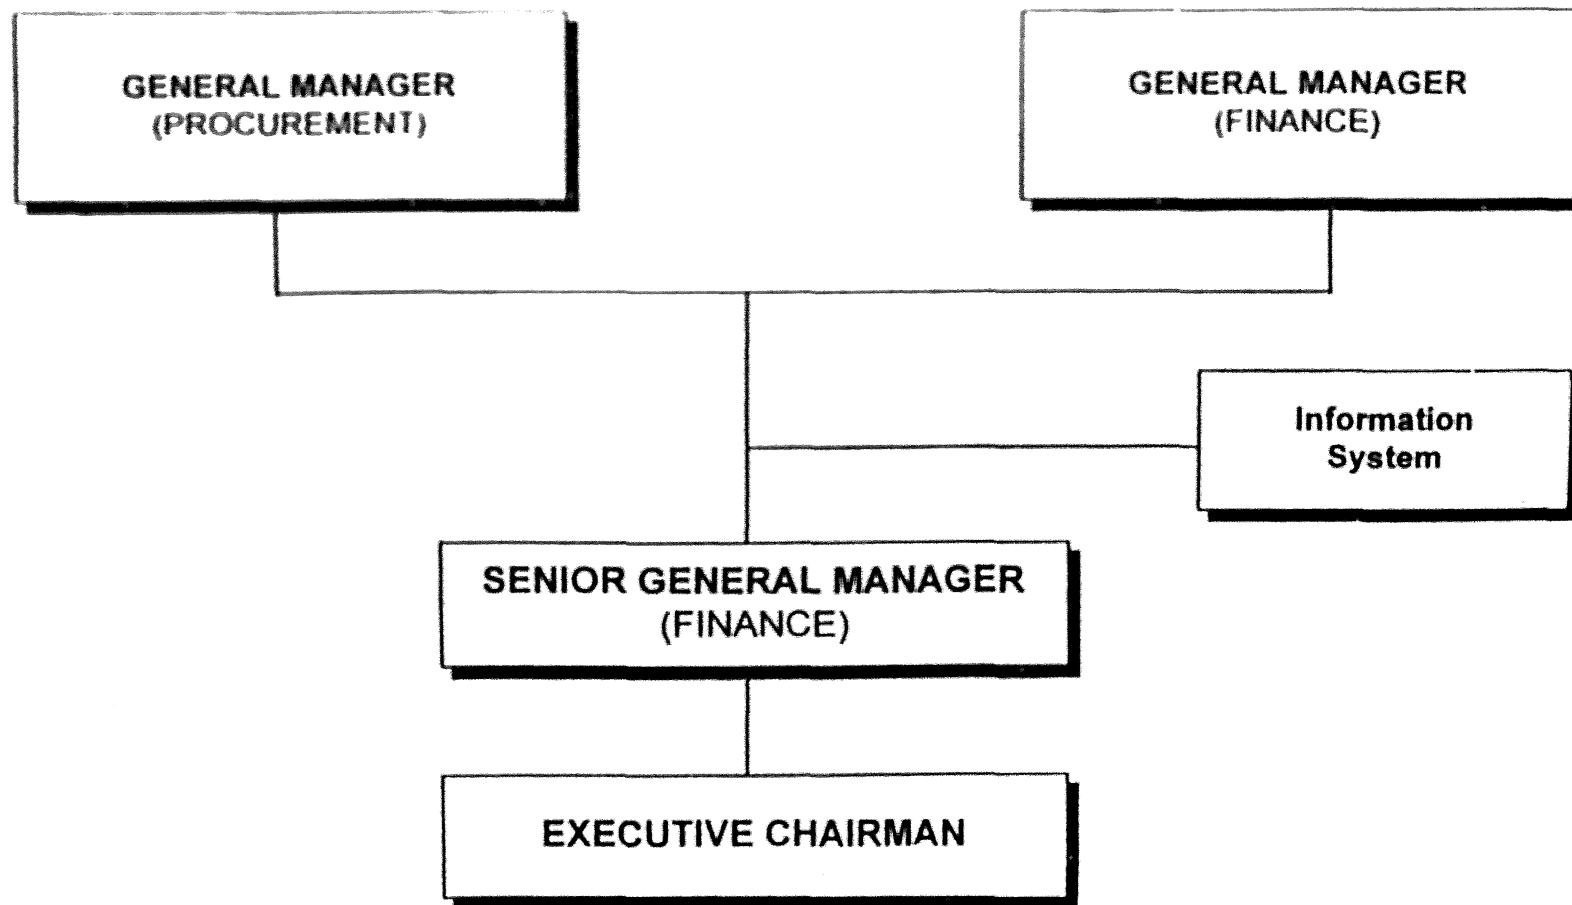 GENERAL MANAGER
(PROCUREMENT)
GENERAL MANAGER
(FINANCE)
Information
System
SENIOR GENERAL MANAGER
(FINANCE)
EXECUTIVE CHAIRMAN